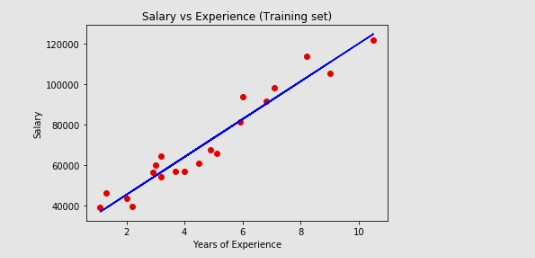 Salary vs Experience (Training set)
120000
100000
80000
60000
40000
Salary
2 4 6 8 10
Years of Experience